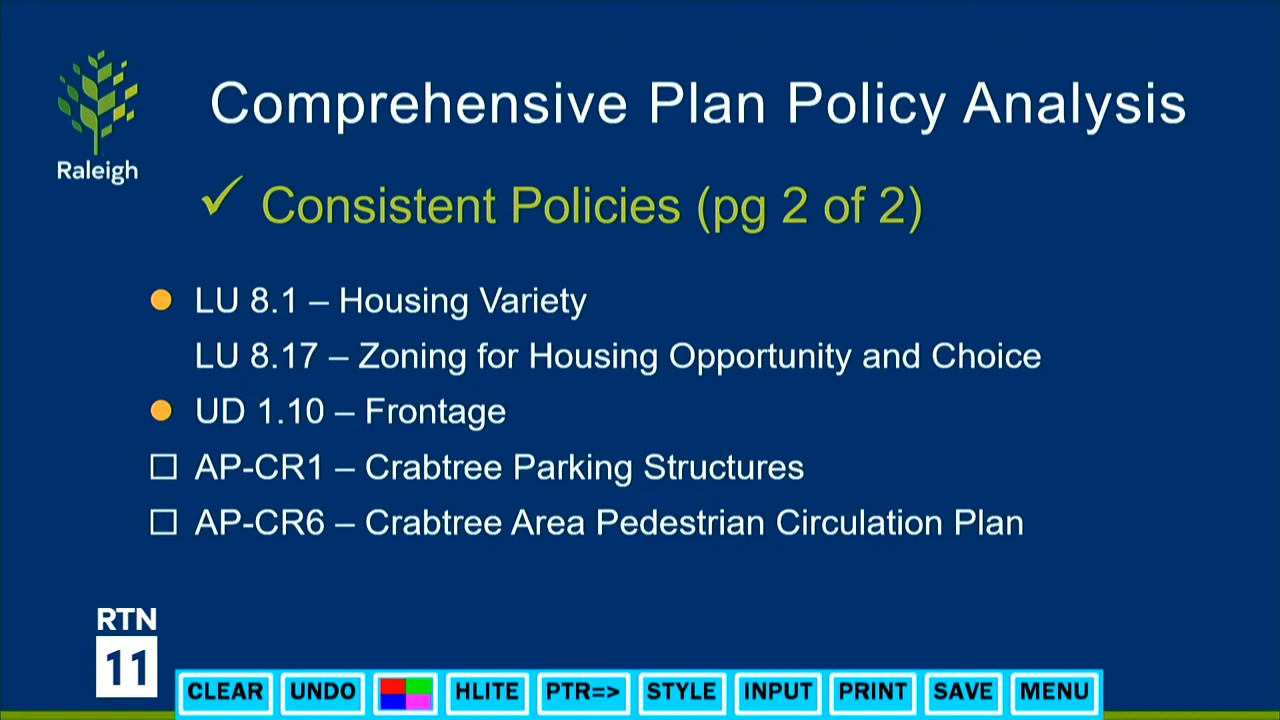 Comprehensive Plan Policy Analysis
Raleigh
✓ Consistent Policies (pg 2 of 2)
LU 8.1 – Housing Variety
LU 8.17 – Zoning for Housing Opportunity and Choice
UD 1.10 – Frontage
AP-CR1 – Crabtree Parking Structures
AP-CR6 – Crabtree Area Pedestrian Circulation Plan
RTN
11
CLEAR UNDO HLITE PTR=> STYLE INPUT PRINT SAVE MENU